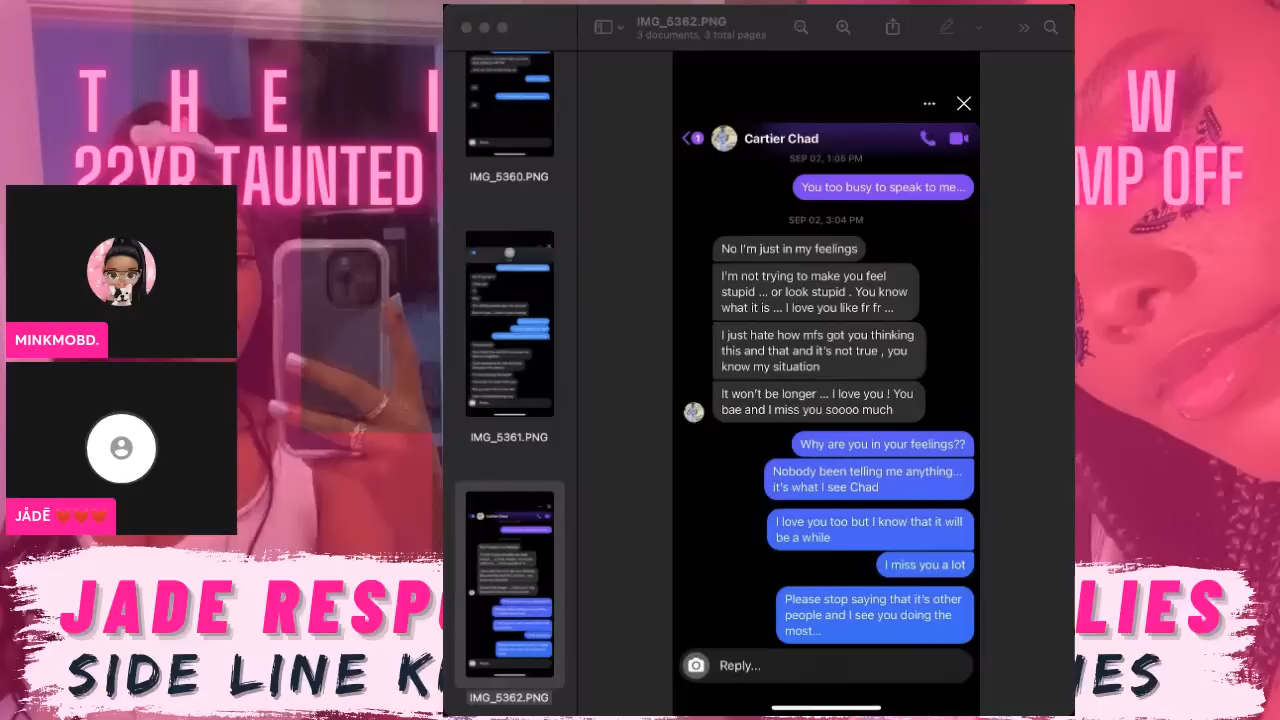 IMG_5362.PNG
3 documents, 3 total pages
T H E
W
22YR TAUNTED
MP OFF
MINKMOBD.
JÅDĒ
JADE RESP
LIES
SIDE LINE K
IES
IMG_5360.PNG
IMG_5361.PNG
IMG_5362.PNG
1
Cartier Chad
SEP 02, 1:05 PM
You too busy to speak to me...
SEP 02, 3:04 PM
No I'm just in my feelings
I'm not trying to make you feel
stupid ... or look stupid . You know
what it is ... I love you like fr fr ...
I just hate how mfs got you thinking
this and that and it's not true , you
know my situation
It won't be longer ... I love you ! You
bae and I miss you soooo much
Why are you in your feelings??
Nobody been telling me anything...
it's what I see Chad
I love you too but I know that it will
be a while
I miss you a lot
Please stop saying that it's other
people and I see you doing the
most...
Reply...